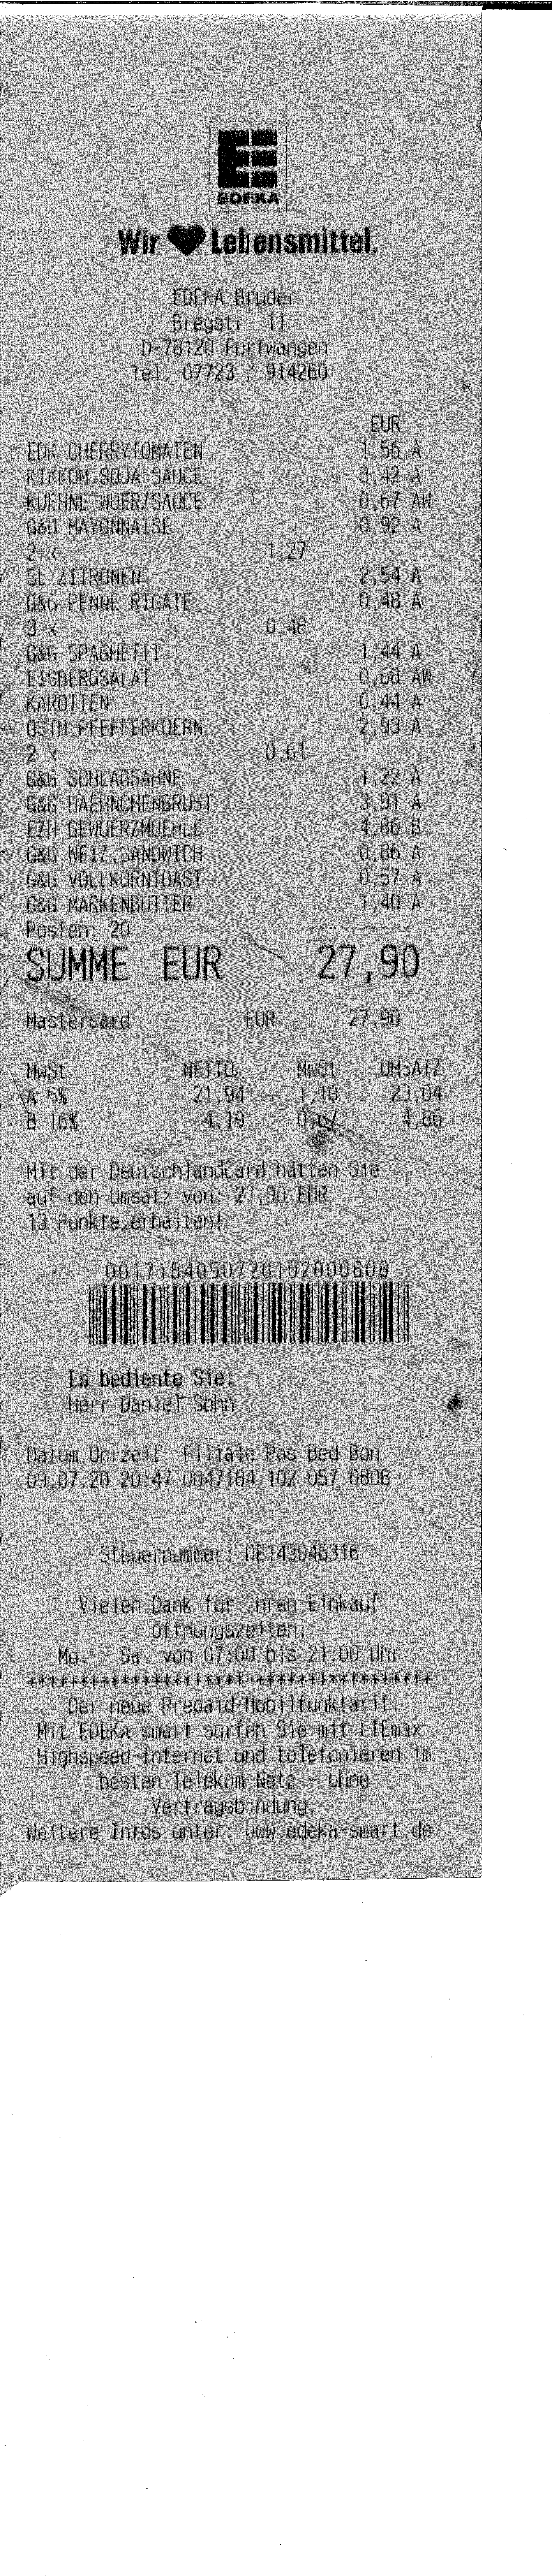 EDEKA
Wir ♥ Lebensmittel.
EDEKA Bruder
Bregstr 11
D-78120 Furtwangen
Tel. 07723 / 914260
EUR
EDK CHERRYTOMATEN 1,56 A
KIKKOM.SOJA SAUCE 3,42 A
KUEHNE WUERZSAUCE 0,67 AW
G&G MAYONNAISE 0,92 A
2 x 1,27
SL ZITRONEN 2,54 A
G&G PENNE RIGATE 0,48 A
3 x 0,48
G&G SPAGHETTI 1,44 A
EISBERGSALAT 0,68 AW
KAROTTEN 0,44 A
OSTM.PFEFFERKOERN. 2,93 A
2 x 0,61
G&G SCHLAGSAHNE 1,22 A
G&G HAEHNCHENBRUST 3,91 A
EZH GEWUERZMUEHLE 4,86 B
G&G WEIZ.SANDWICH 0,86 A
G&G VOLLKORNTOAST 0,57 A
G&G MARKENBUTTER 1,40 A
Posten: 20
----------
SUMME EUR 27,90
Mastercard EUR 27,90
MwSt NETTO MwSt UMSATZ
A 5% 21,94 1,10 23,04
B 16% 4,19 0,67 4,86
Mit der DeutschlandCard hätten Sie
auf den Umsatz von: 27,90 EUR
13 Punkte erhalten!
0017184090720102000808
Es bediente Sie:
Herr Daniel Sohn
Datum Uhrzeit Filiale Pos Bed Bon
09.07.20 20:47 0047184 102 057 0808
Steuernummer: DE143046316
Vielen Dank für Ihren Einkauf
Öffnungszeiten:
Mo. - Sa. von 07:00 bis 21:00 Uhr
***************************************
Der neue Prepaid-Mobilfunktarif.
Mit EDEKA smart surfen Sie mit LTEmax
Highspeed-Internet und telefonieren im
besten Telekom-Netz - ohne
Vertragsbindung.
Weitere Infos unter: www.edeka-smart.de